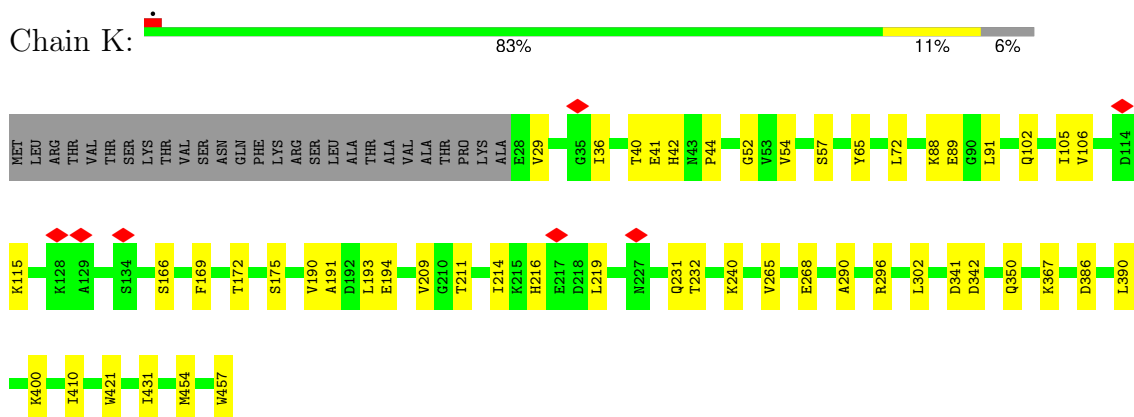 •
Chain K:
83% 11% 6%
MET LEU ARG THR VAL THR SER LYS THR VAL SER ASN GLN PHE LYS ARG SER LEU ALA THR ALA VAL ALA THR PRO LYS ALA E28 V29 G35 I36 T40 E41 H42 N43 P44 G52 V53 V54 S57 Y65 L72 K88 E89 G90 L91 Q102 I105 V106 D114
K115 K128 A129 S134 S166 F169 T172 S175 V190 A191 D192 L193 E194 V209 G210 T211 I214 K215 H216 E217 D218 L219 N227 Q231 T232 K240 V265 E268 A290 R296 L302 D341 D342 Q350 K367 D386 L390
K400 I410 W421 I431 M454 W457